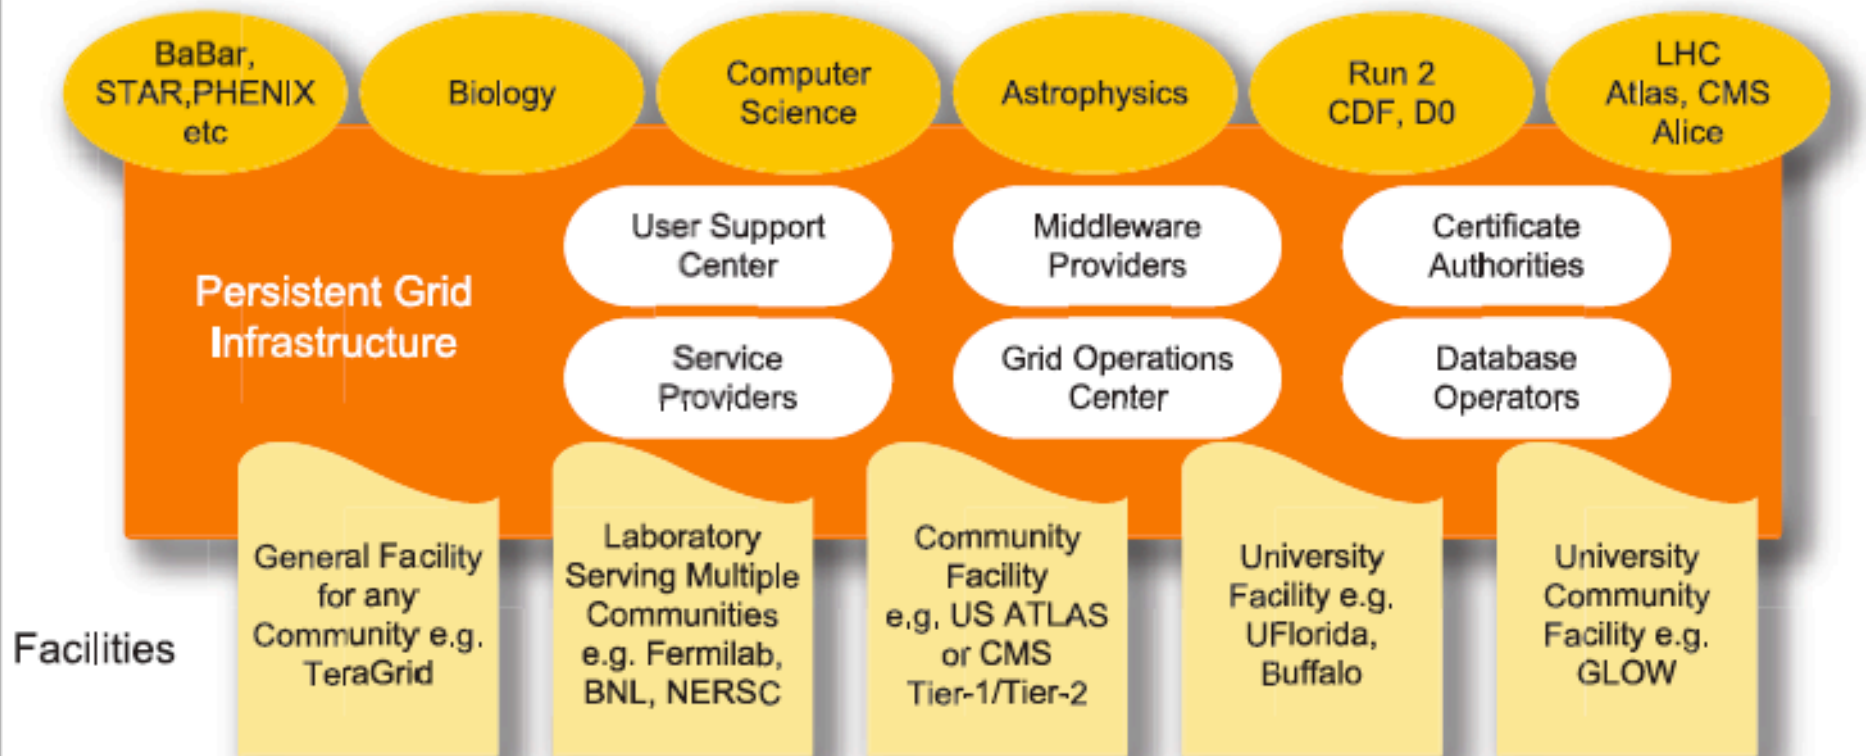 BaBar,
STAR,PHENIX
etc
Biology
Computer
Science
Astrophysics
Run 2
CDF, D0
LHC
Atlas, CMS
Alice
Persistent Grid
Infrastructure
User Support
Center
Middleware
Providers
Certificate
Authorities
Service
Providers
Grid Operations
Center
Database
Operators
Facilities
General Facility
for any
Community e.g.
TeraGrid
Laboratory
Serving Multiple
Communities
e.g. Fermilab,
BNL, NERSC
Community
Facility
e.g. US ATLAS
or CMS
Tier-1/Tier-2
University
Facility e.g.
UFlorida,
Buffalo
University
Community
Facility e.g.
GLOW